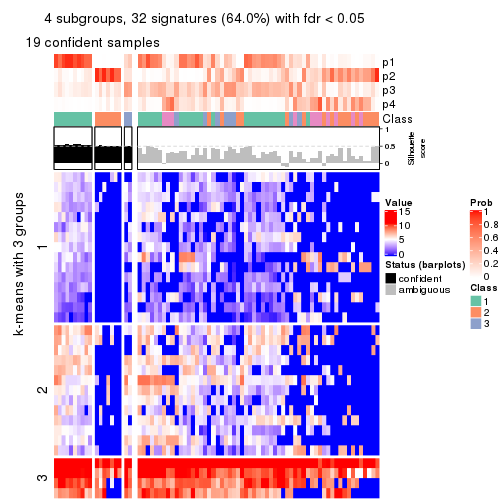 4 subgroups, 32 signatures (64.0%) with fdr < 0.05
19 confident samples
p1
p2
p3
p4
Class
1
0.5
0
Silhouette
score
k-means with 3 groups
1
2
3
Value
15
10
5
0
Status (barplots)
confident
ambiguous
Prob
1
0.8
0.6
0.4
0.2
0
Class
1
2
3